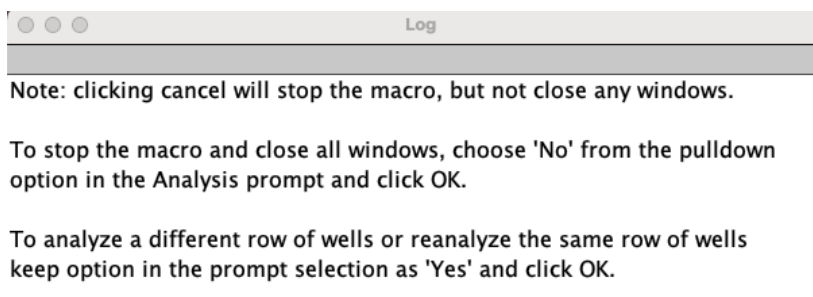 Log
Note: clicking cancel will stop the macro, but not close any windows.
To stop the macro and close all windows, choose 'No' from the pulldown
option in the Analysis prompt and click OK.
To analyze a different row of wells or reanalyze the same row of wells
keep option in the prompt selection as 'Yes' and click OK.